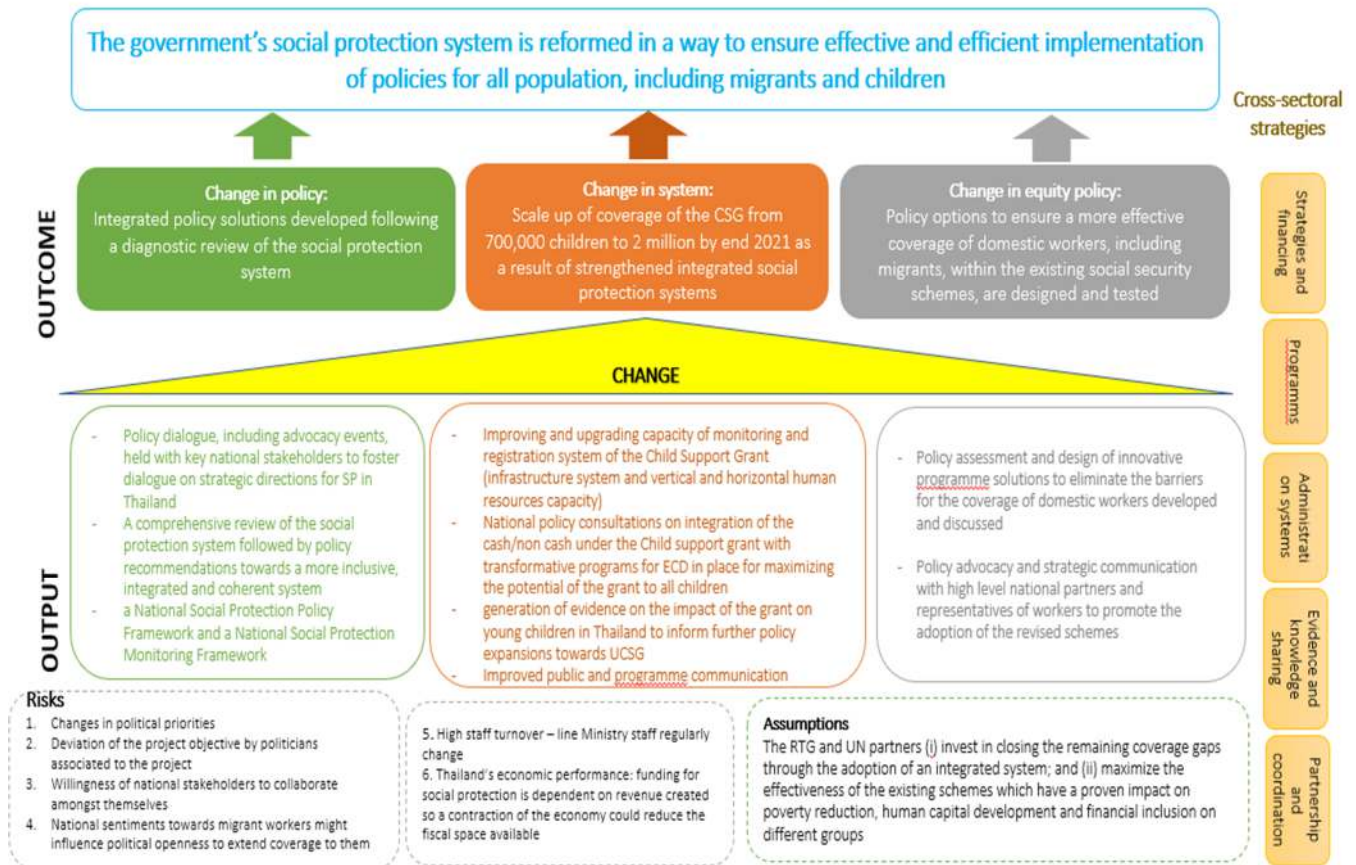 The government's social protection system is reformed in a way to ensure effective and efficient implementation
of policies for all population, including migrants and children
Cross-sectoral
strategies
OUTCOME
Change in policy:
Integrated policy solutions developed following
a diagnostic review of the social protection
system
Change in system:
Scale up of coverage of the CSG from
700,000 children to 2 million by end 2021 as
a result of strengthened integrated social
protection systems
Change in equity policy:
Policy options to ensure a more effective
coverage of domestic workers, including
migrants, within the existing social security
schemes, are designed and tested
Strategies and
financing
CHANGE
Programms
OUTPUT
- Policy dialogue, including advocacy events,
held with key national stakeholders to foster
dialogue on strategic directions for SP in
Thailand
- A comprehensive review of the social
protection system followed by policy
recommendations towards a more inclusive,
integrated and coherent system
- a National Social Protection Policy
Framework and a National Social Protection
Monitoring Framework
- Improving and upgrading capacity of monitoring and
registration system of the Child Support Grant
(infrastructure system and vertical and horizontal human
resources capacity)
- National policy consultations on integration of the
cash/non cash under the Child support grant with
transformative programs for ECD in place for maximizing
the potential of the grant to all children
- generation of evidence on the impact of the grant on
young children in Thailand to inform further policy
expansions towards UCSG
- Improved public and programme communication
- Policy assessment and design of innovative
programme solutions to eliminate the barriers
for the coverage of domestic workers developed
and discussed
- Policy advocacy and strategic communication
with high level national partners and
representatives of workers to promote the
adoption of the revised schemes
Administrati
on systems
Evidence and
knowledge
sharing
Partnership
and
coordination
Risks
1. Changes in political priorities
2. Deviation of the project objective by politicians
associated to the project
3. Willingness of national stakeholders to collaborate
amongst themselves
4. National sentiments towards migrant workers might
influence political openness to extend coverage to them
5. High staff turnover – line Ministry staff regularly
change
6. Thailand's economic performance: funding for
social protection is dependent on revenue created
so a contraction of the economy could reduce the
fiscal space available
Assumptions
The RTG and UN partners (i) invest in closing the remaining coverage gaps
through the adoption of an integrated system; and (ii) maximize the
effectiveness of the existing schemes which have a proven impact on
poverty reduction, human capital development and financial inclusion on
different groups